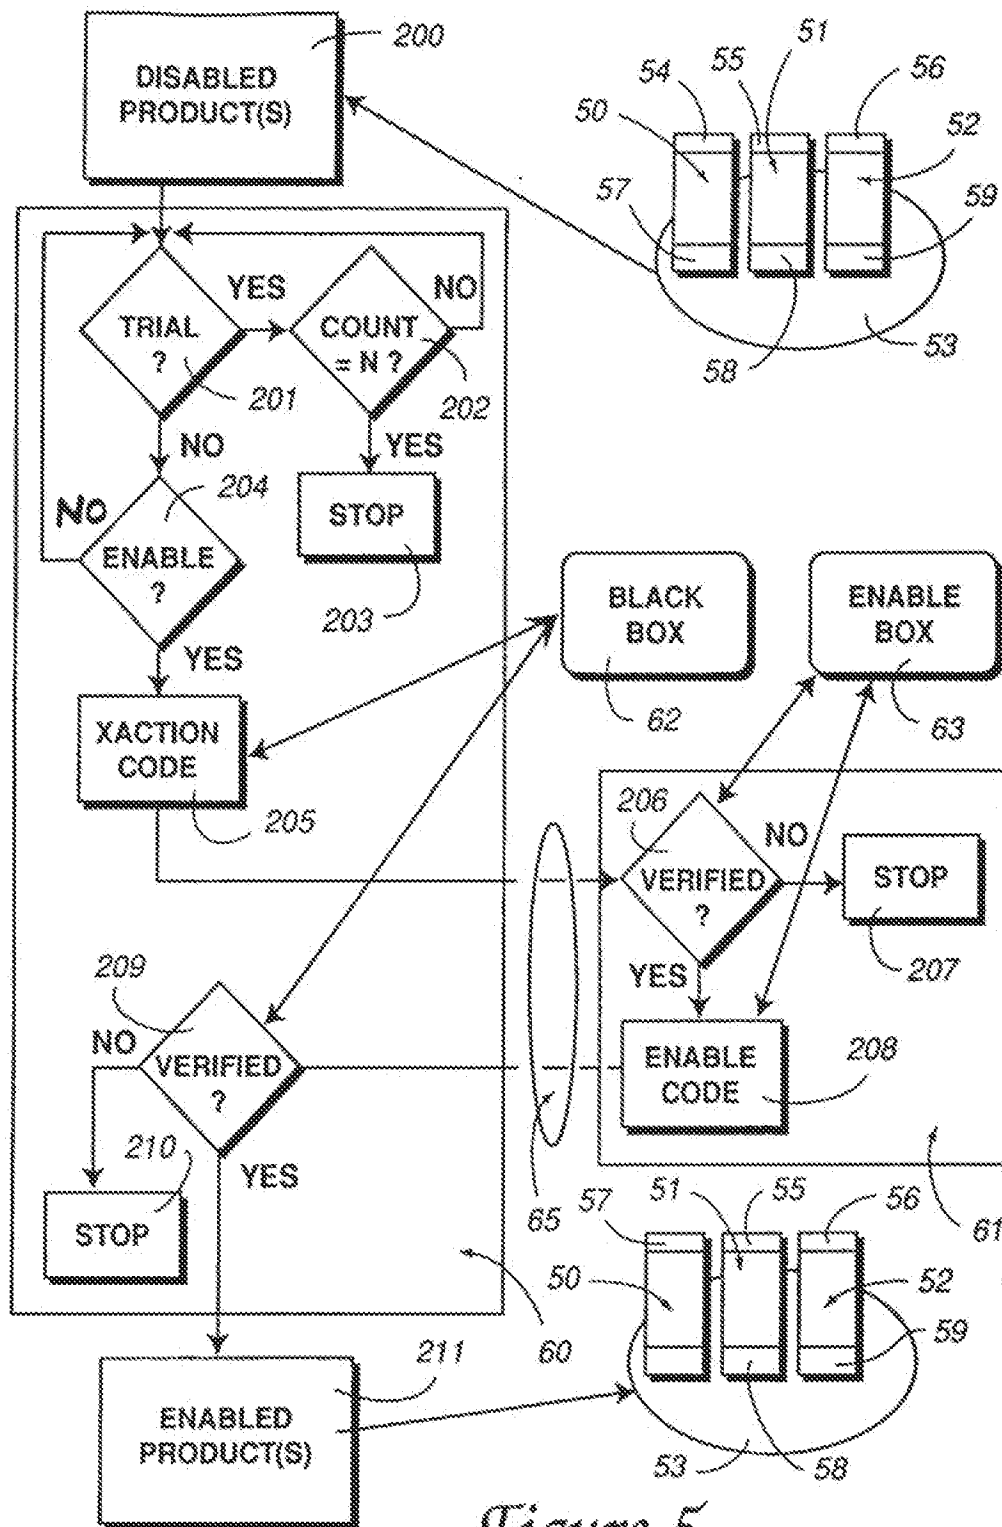 200
DISABLED
PRODUCT(S)
51
55
54
56
50
52
57
59
58
53
YES
NO
TRIAL
?
COUNT
= N ?
201
202
NO
YES
204
NO
STOP
ENABLE
?
203
YES
BLACK
BOX
ENABLE
BOX
62
63
XACTION
CODE
205
206
NO
VERIFIED
?
STOP
207
YES
209
NO
VERIFIED
?
ENABLE
CODE
208
210
YES
STOP
65
61
60
51
55
57
56
50
52
59
53
58
211
ENABLED
PRODUCT(S)
Figure 5